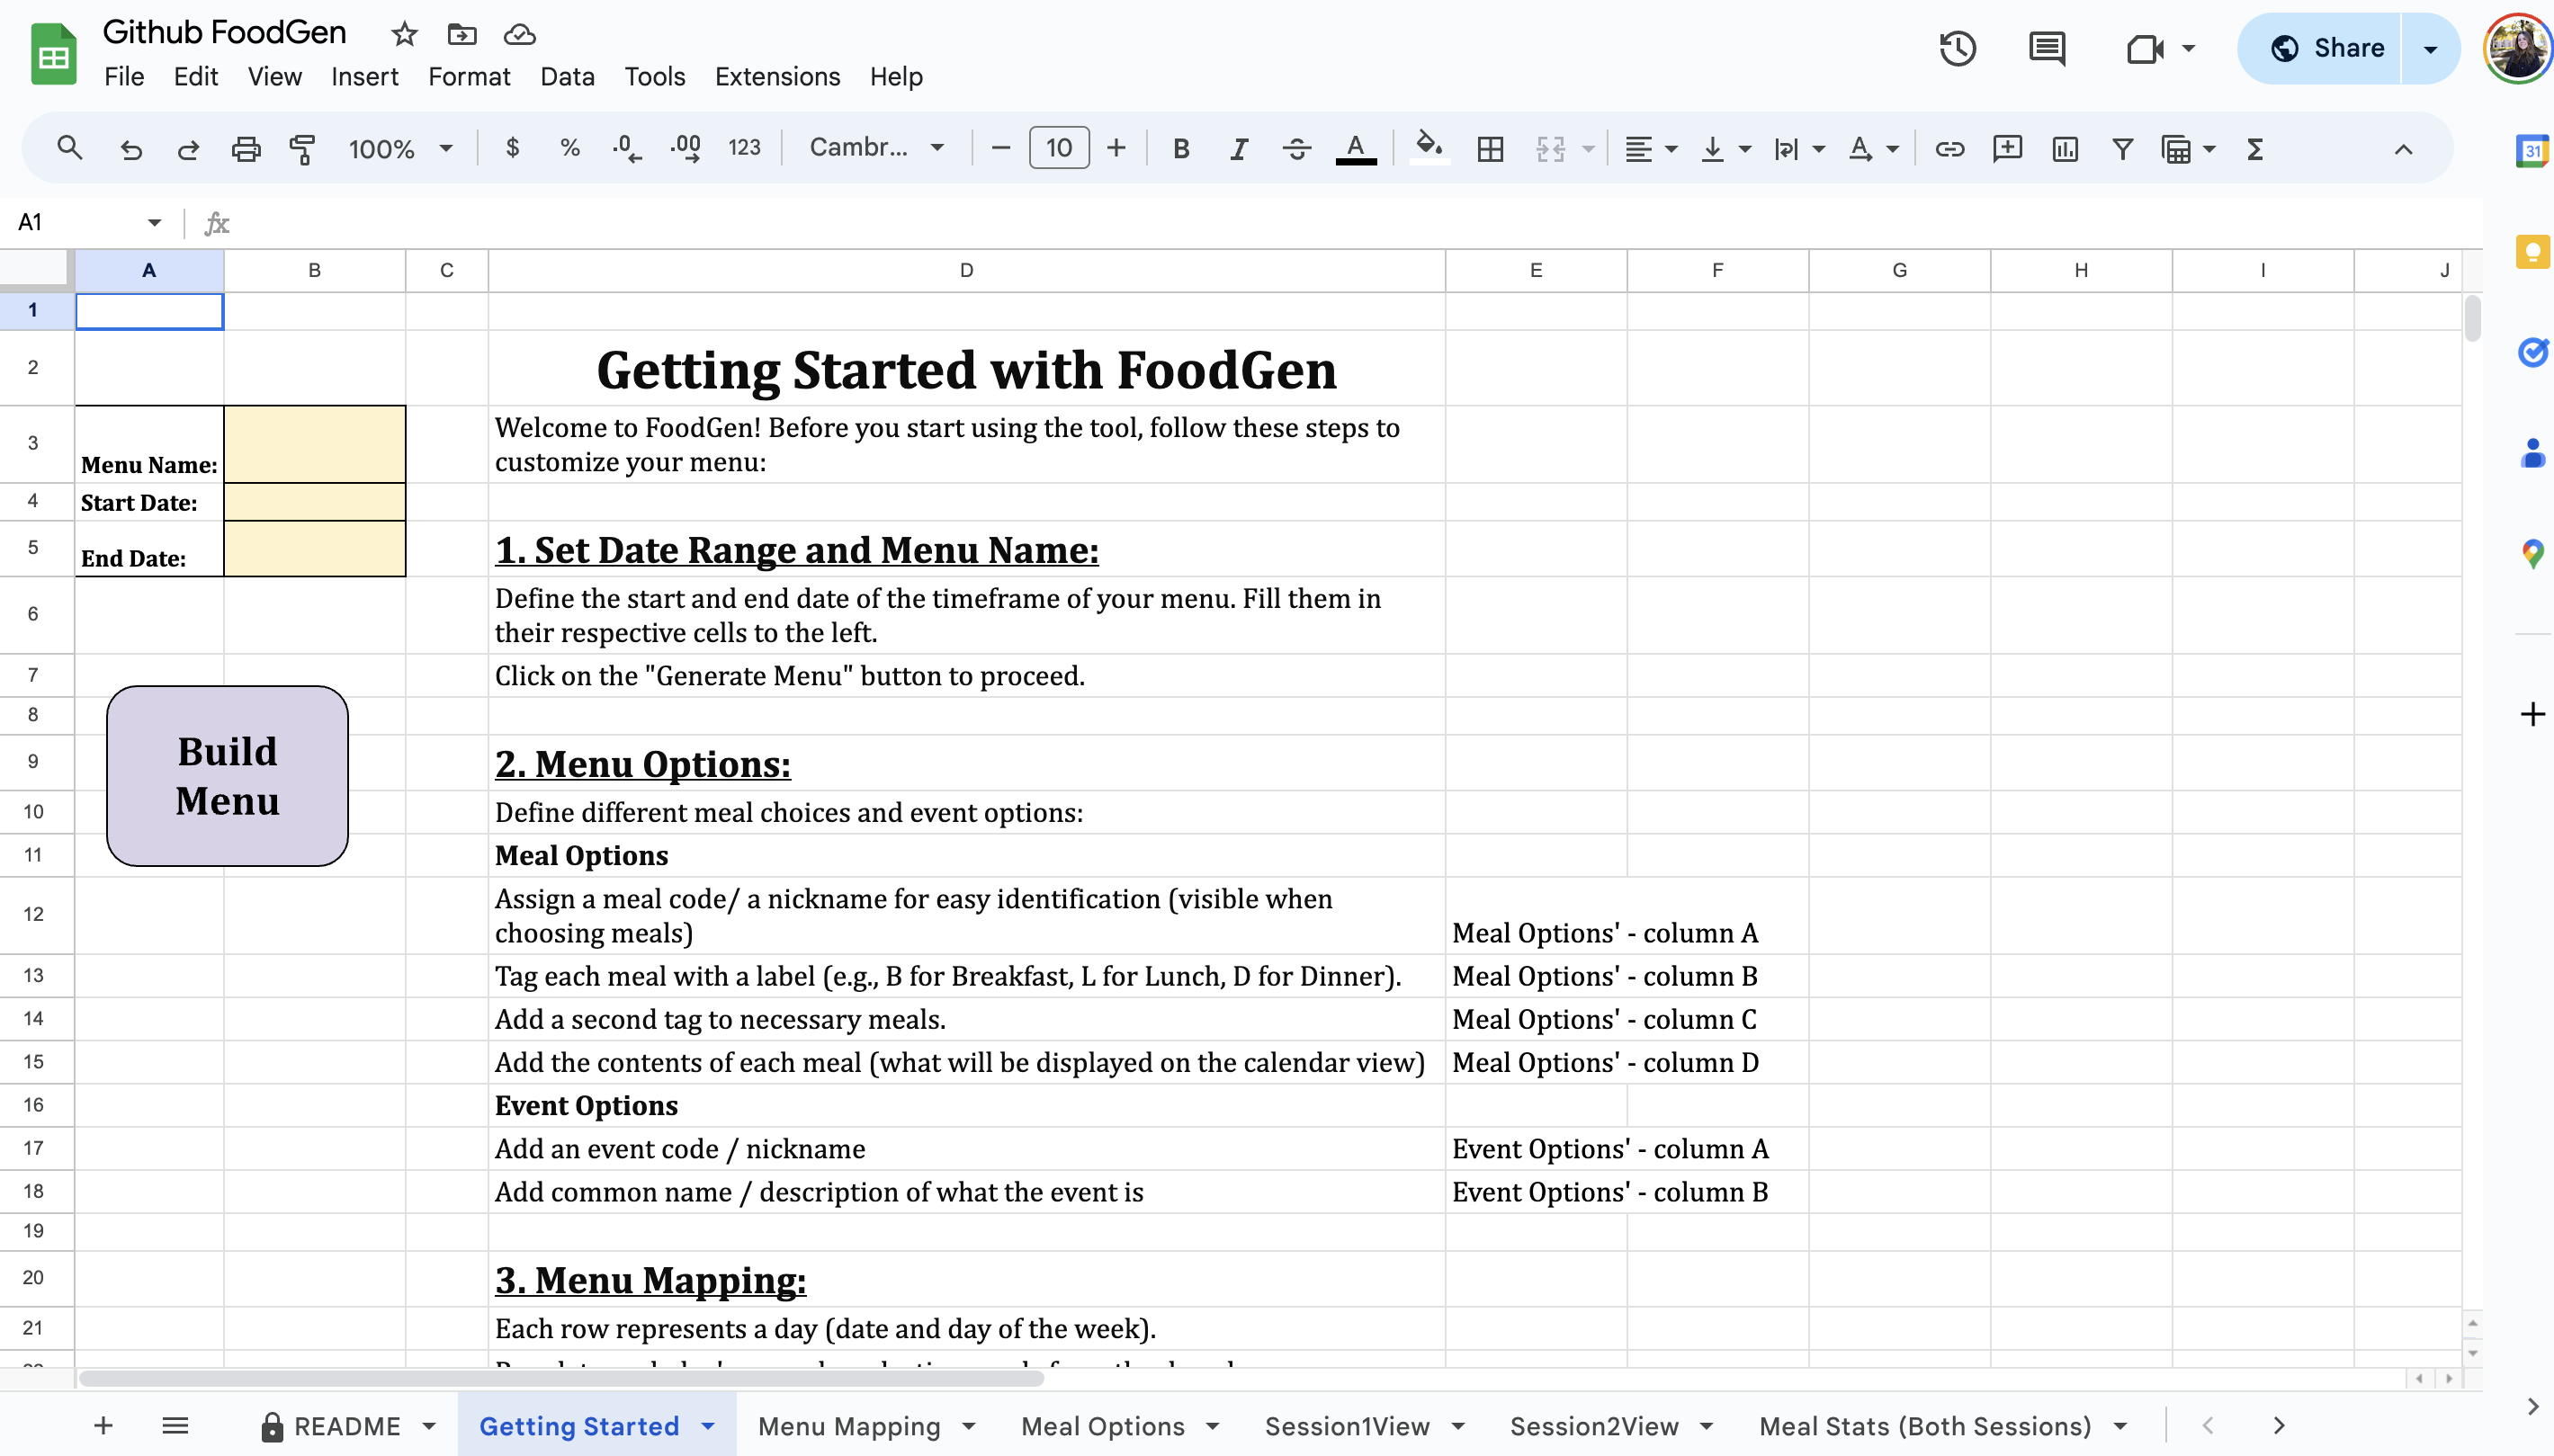 Github FoodGen
File Edit View Insert Format Data Tools Extensions Help
Share
100% $ % .0 .00 123 Cambr... 10 B I A A
31
A1 fx
A B C D E F G H I J
1
2 Getting Started with FoodGen
3 Menu Name: Welcome to FoodGen! Before you start using the tool, follow these steps to
customize your menu:
4 Start Date:
5 End Date: 1. Set Date Range and Menu Name:
6 Define the start and end date of the timeframe of your menu. Fill them in
their respective cells to the left.
7 Click on the "Generate Menu" button to proceed.
8
Build
Menu
9 2. Menu Options:
10 Define different meal choices and event options:
11 Meal Options
12 Assign a meal code/ a nickname for easy identification (visible when
choosing meals) Meal Options' - column A
13 Tag each meal with a label (e.g., B for Breakfast, L for Lunch, D for Dinner). Meal Options' - column B
14 Add a second tag to necessary meals. Meal Options' - column C
15 Add the contents of each meal (what will be displayed on the calendar view) Meal Options' - column D
16 Event Options
17 Add an event code / nickname Event Options' - column A
18 Add common name / description of what the event is Event Options' - column B
19
20 3. Menu Mapping:
21 Each row represents a day (date and day of the week).
README Getting Started Menu Mapping Meal Options Session1View Session2View Meal Stats (Both Sessions)